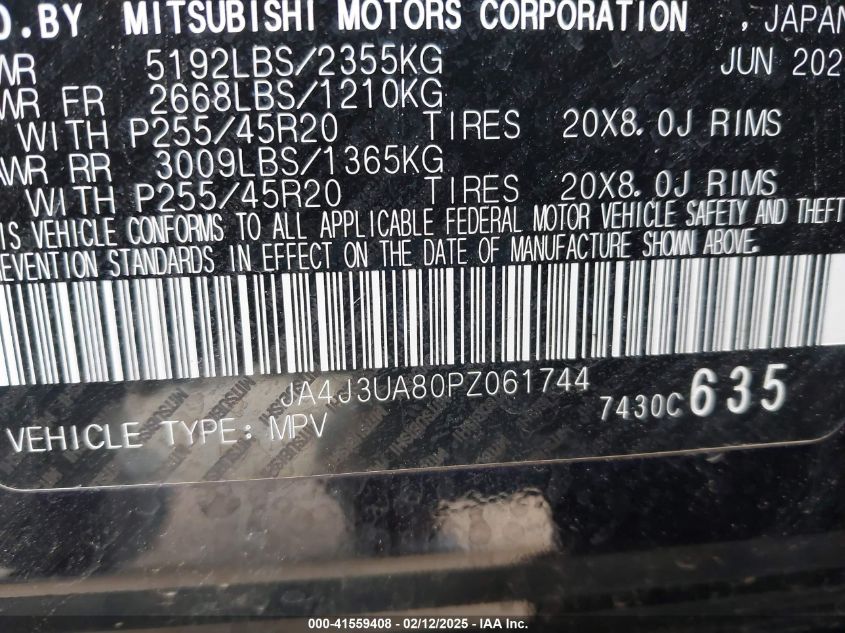 D.BY MITSUBISHI MOTORS CORPORATION , JAPAN
WR 5192LBS/2355KG JUN 202
WR FR 2668LBS/1210KG
WITH P255/45R20 TIRES 20X8.0J RIMS
AWR RR 3009LBS/1365KG
WITH P255/45R20 TIRES 20X8.0J RIMS
IS VEHICLE CONFORMS TO ALL APPLICABLE FEDERAL MOTOR VEHICLE SAFETY AND THEFT
EVENTION STANDARDS IN EFFECT ON THE DATE OF MANUFACTURE SHOWN ABOVE.
JA4J3UA80PZ061744
7430C 635
VEHICLE TYPE: MPV
000-41559408 - 02/12/2025 - IAA Inc.